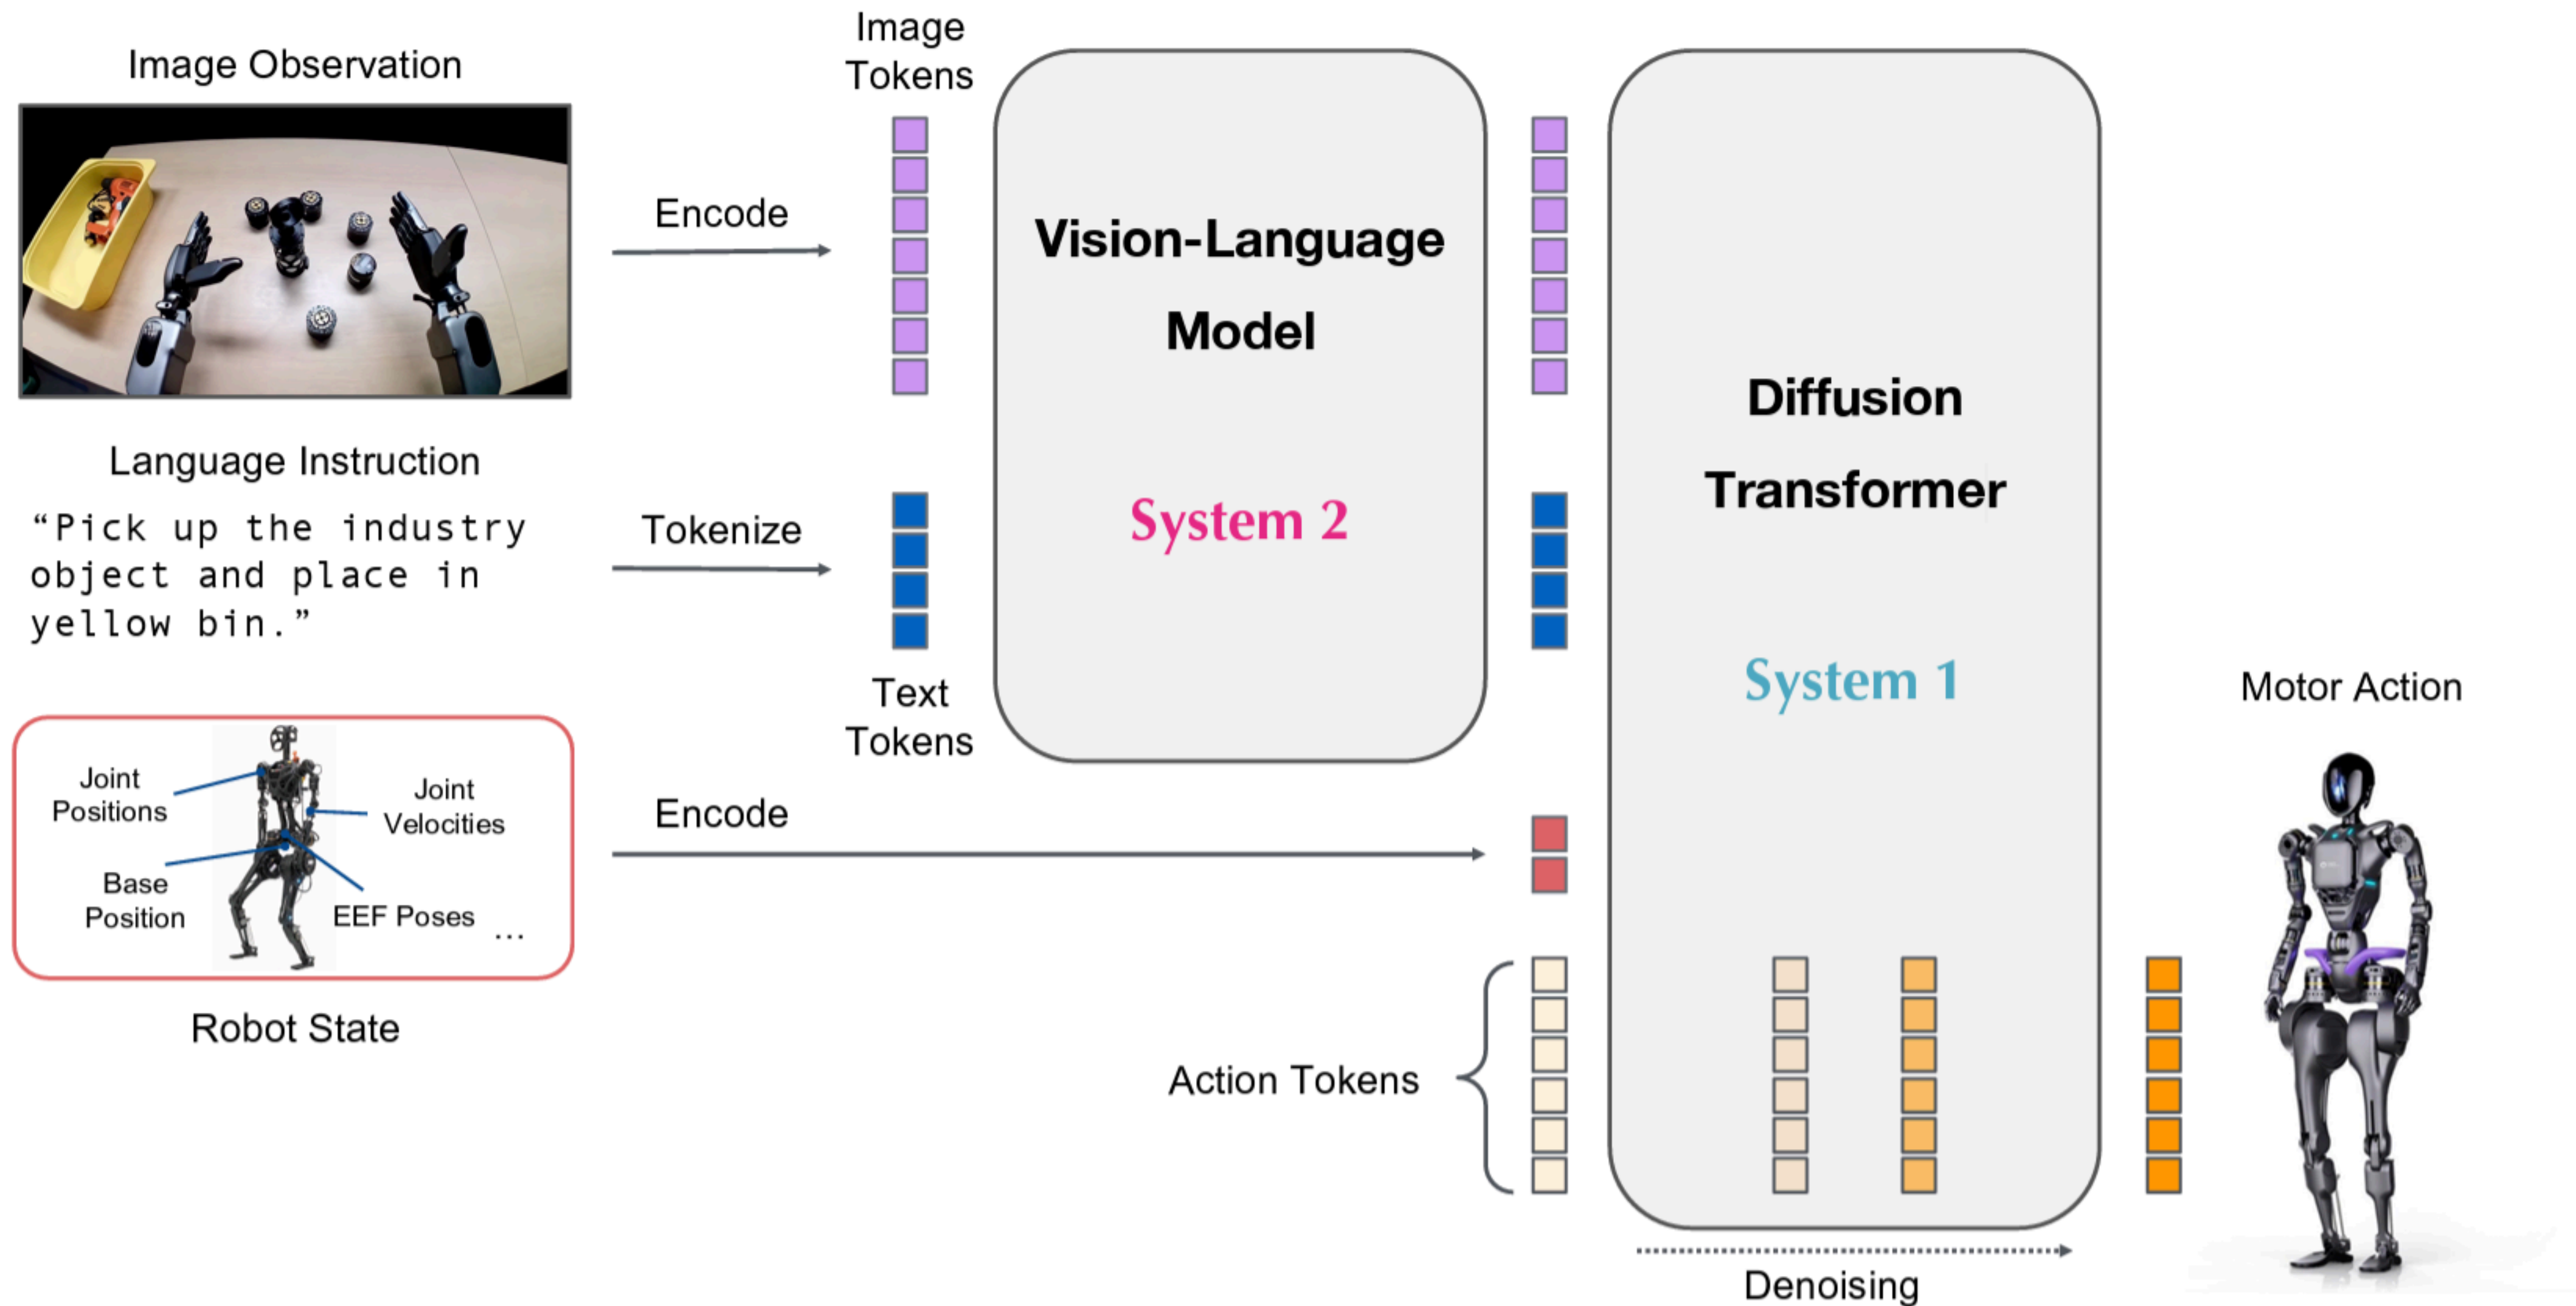 Image Observation
Image
Tokens
Encode
Vision-Language
Model
System 2
Diffusion
Transformer
System 1
Language Instruction
“Pick up the industry
object and place in
yellow bin.”
Tokenize
Text
Tokens
Joint
Positions
Joint
Velocities
Base
Position
EEF Poses
...
Robot State
Encode
Action Tokens
Motor Action
Denoising